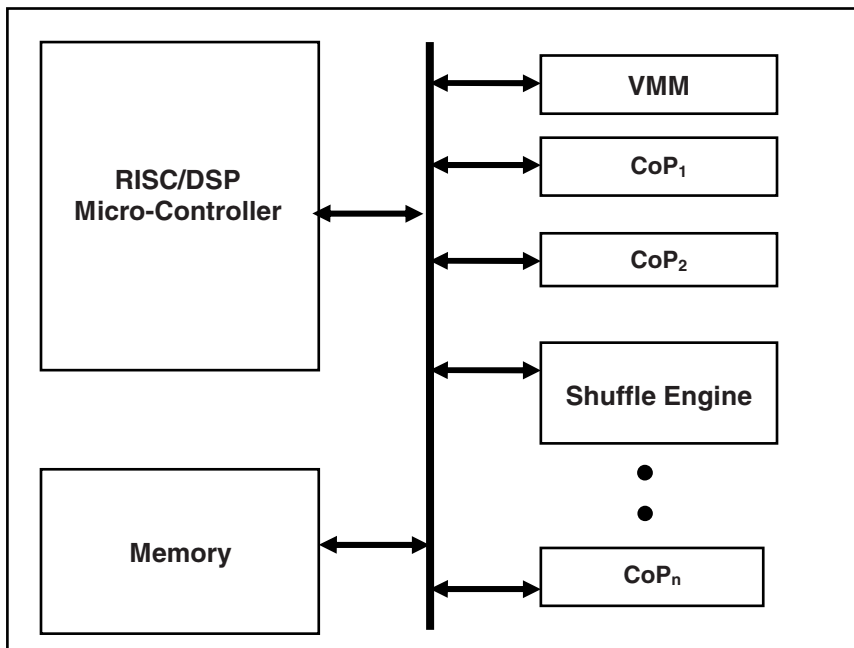 RISC/DSP
Micro-Controller
Memory
VMM
CoP₁
CoP₂
Shuffle Engine
CoPₙ